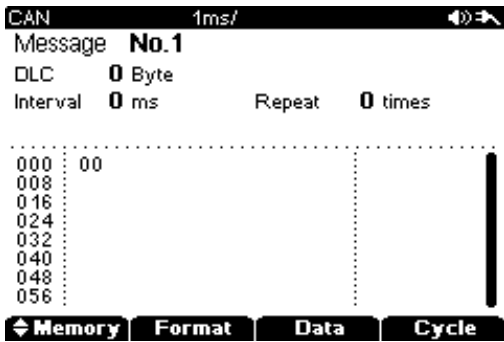 CAN 1ms/
Message No.1
DLC 0 Byte
Interval 0 ms Repeat 0 times
000 00
008
016
024
032
040
048
056
Memory Format Data Cycle